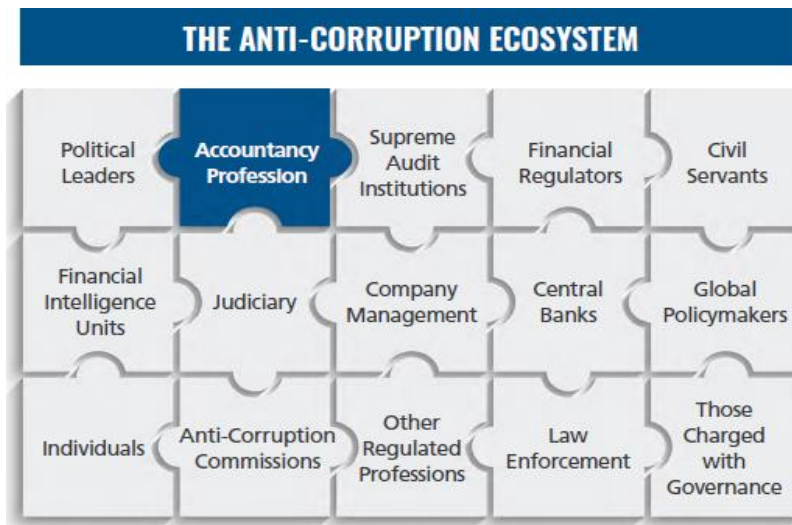 THE ANTI-CORRUPTION ECOSYSTEM
Political
Leaders
Accountancy
Profession
Supreme
Audit
Institutions
Financial
Regulators
Civil
Servants
Financial
Intelligence
Units
Judiciary
Company
Management
Central
Banks
Global
Policymakers
Individuals
Anti-Corruption
Commissions
Other
Regulated
Professions
Law
Enforcement
Those
Charged
with
Governance